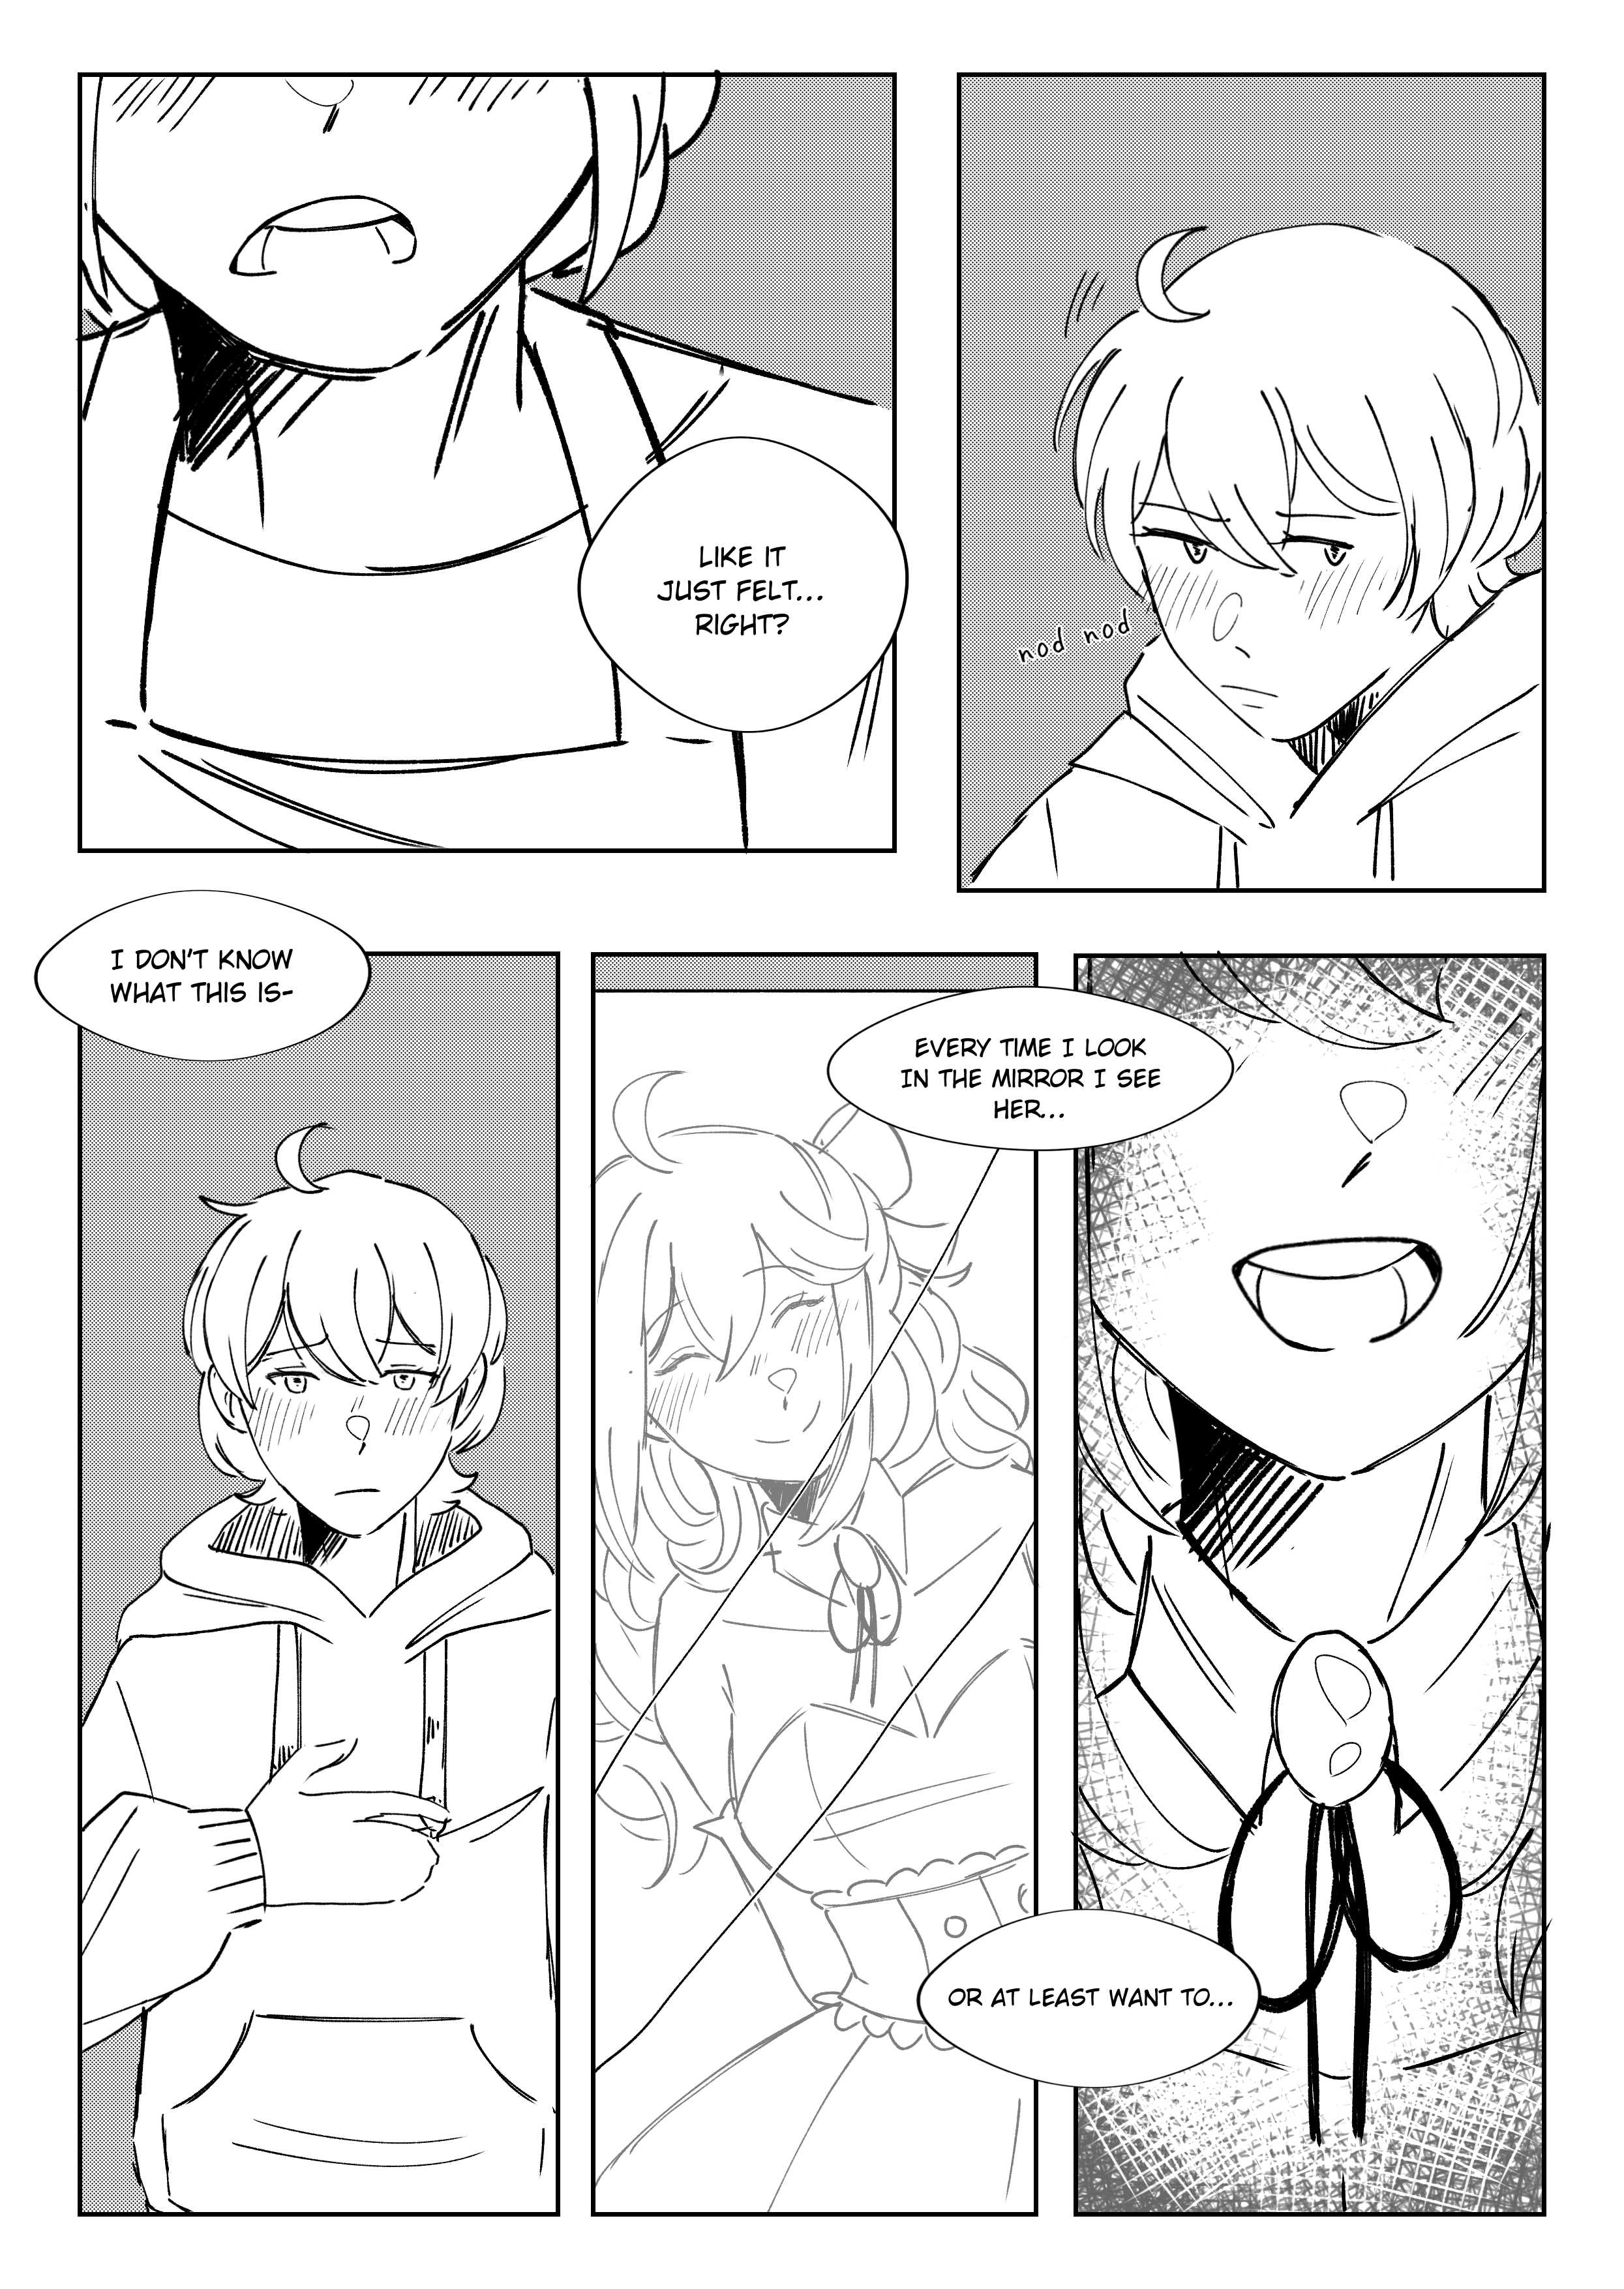 LIKE IT
JUST FELT...
RIGHT?
nod nod
I DON'T KNOW
WHAT THIS IS-
EVERY TIME I LOOK
IN THE MIRROR I SEE
HER...
OR AT LEAST WANT TO...